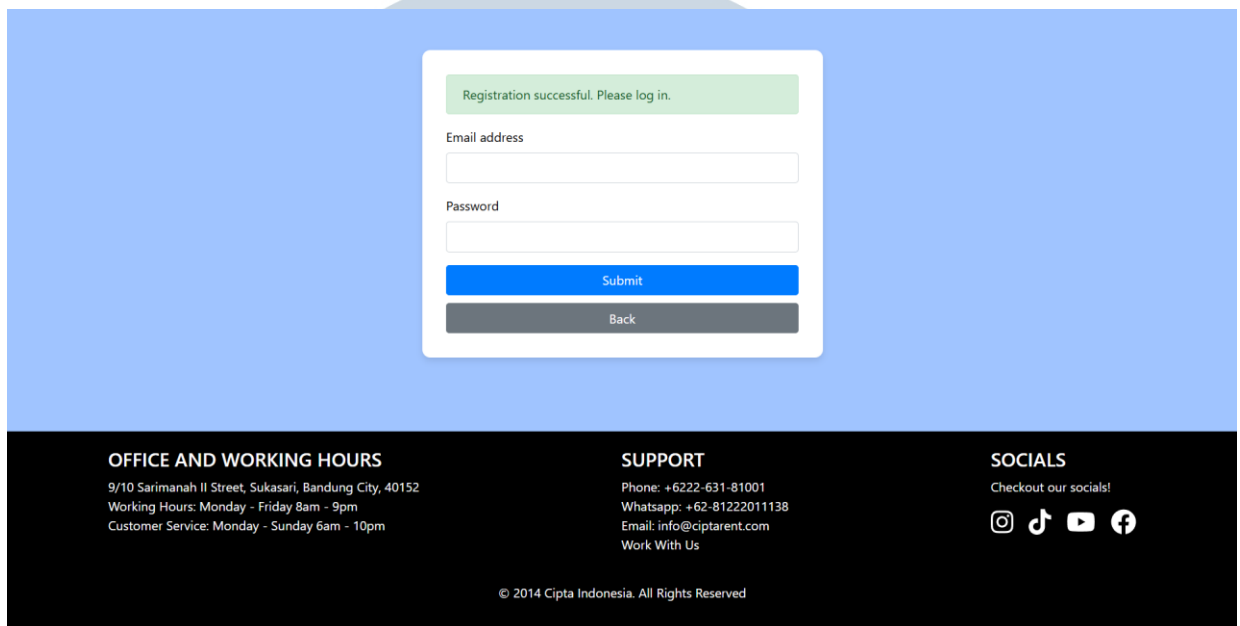 Registration successful. Please log in.
Email address
Password
Submit
Back
OFFICE AND WORKING HOURS
9/10 Sarimanah II Street, Sukasari, Bandung City, 40152
Working Hours: Monday - Friday 8am - 9pm
Customer Service: Monday - Sunday 6am - 10pm
SUPPORT
Phone: +6222-631-81001
Whatsapp: +62-81222011138
Email: info@ciptarent.com
Work With Us
SOCIALS
Checkout our socials!
© 2014 Cipta Indonesia. All Rights Reserved